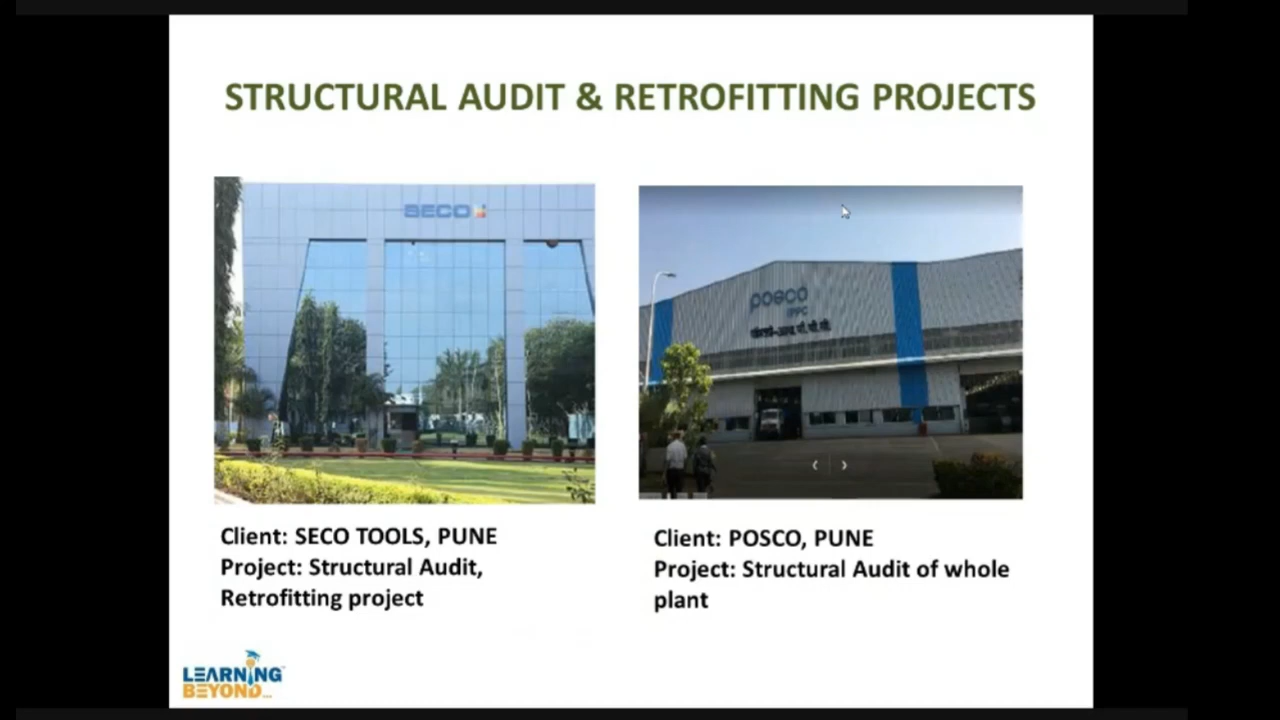 STRUCTURAL AUDIT & RETROFITTING PROJECTS
SECO
posco
IPPC
Client: SECO TOOLS, PUNE
Project: Structural Audit,
Retrofitting project
Client: POSCO, PUNE
Project: Structural Audit of whole
plant
LEARNING
BEYOND...